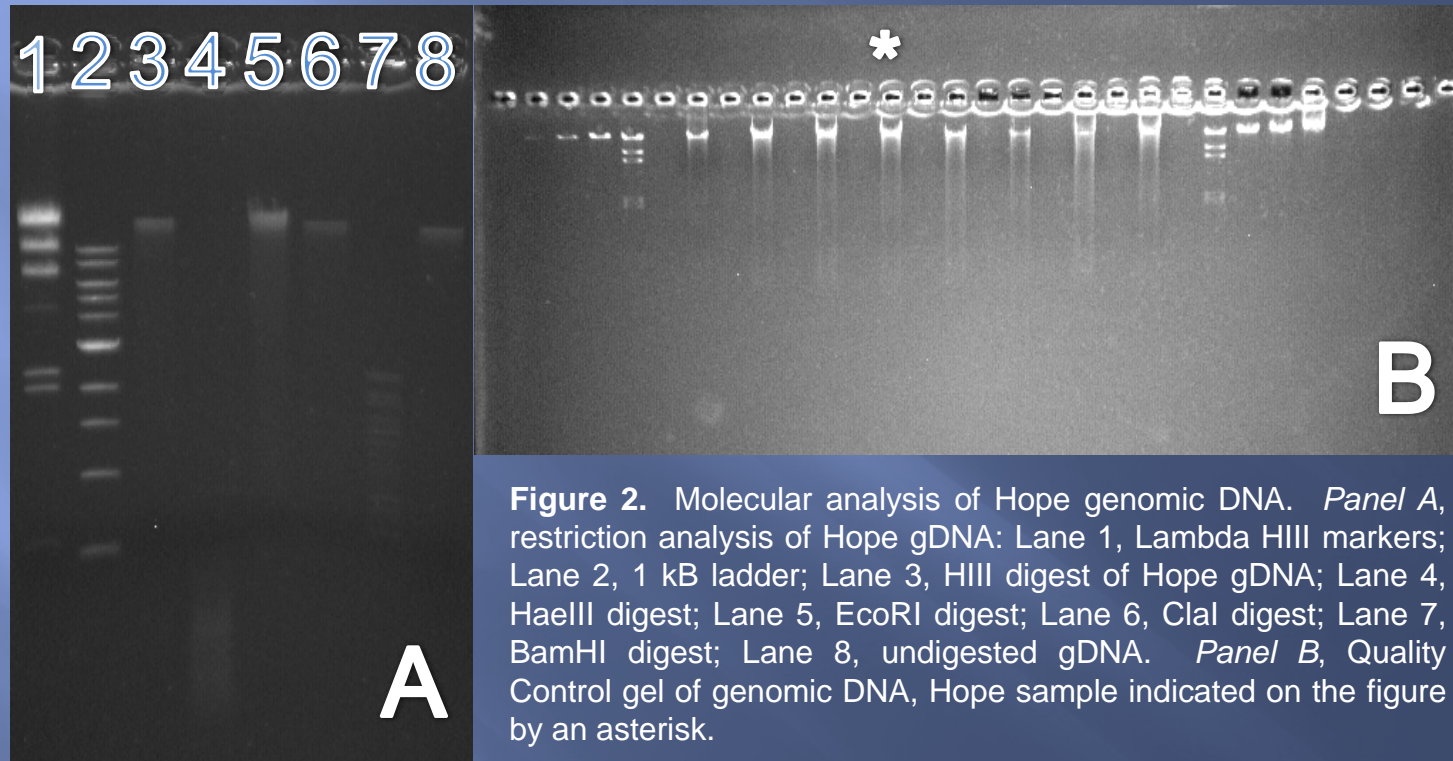 1 2 3 4 5 6 7 8
*
A
B
Figure 2. Molecular analysis of Hope genomic DNA. Panel A,
restriction analysis of Hope gDNA: Lane 1, Lambda HIII markers;
Lane 2, 1 kB ladder; Lane 3, HIII digest of Hope gDNA; Lane 4,
HaeIII digest; Lane 5, EcoRI digest; Lane 6, ClaI digest; Lane 7,
BamHI digest; Lane 8, undigested gDNA. Panel B, Quality
Control gel of genomic DNA, Hope sample indicated on the figure
by an asterisk.